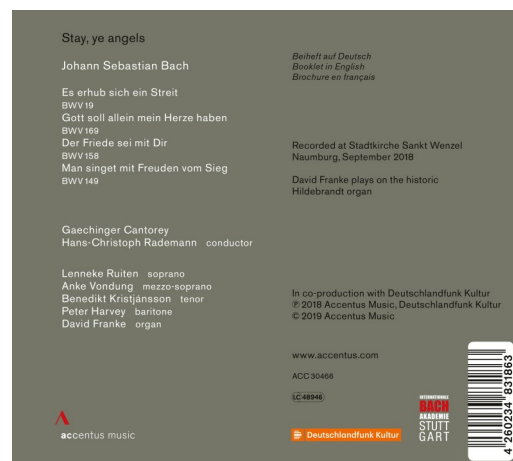 Stay, ye angels
Johann Sebastian Bach
Es erhub sich ein Streit
BWV 19
Gott soll allein mein Herze haben
BWV 169
Der Friede sei mit Dir
BWV 158
Man singet mit Freuden vom Sieg
BWV 149
Gaechinger Cantorey
Hans-Christoph Rademann conductor
Lenneke Ruiten soprano
Anke Vondung mezzo-soprano
Benedikt Kristjánsson tenor
Peter Harvey baritone
David Franke organ
accentus music
Beiheft auf Deutsch
Booklet in English
Brochure en français
Recorded at Stadtkirche Sankt Wenzel
Naumburg, September 2018
David Franke plays on the historic
Hildebrandt organ
In co-production with Deutschlandfunk Kultur
℗ 2018 Accentus Music, Deutschlandfunk Kultur
© 2019 Accentus Music
www.accentus.com
ACC 30466
LC 48946
Deutschlandfunk Kultur
INTERNATIONALE
BACH
AKADEMIE
STUTT
GART
4 260234 831863